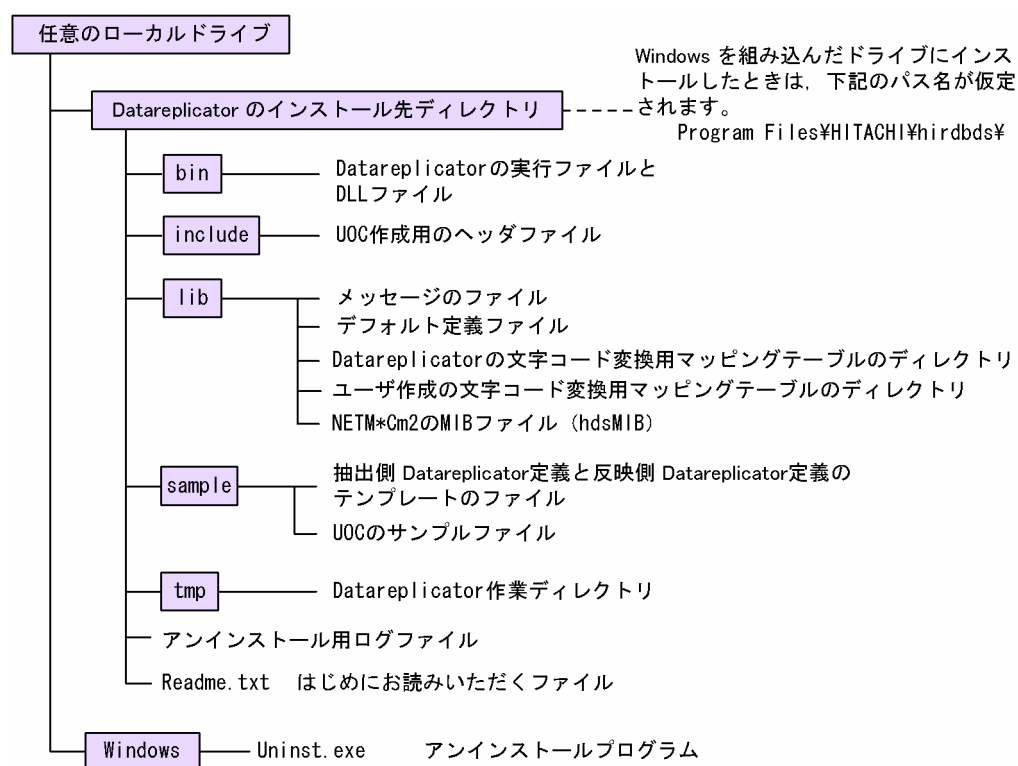 任意のローカルドライブ
Windows を組み込んだドライブにインス
トールしたときは，下記のパス名が仮定
されます。
Program Files¥HITACHI¥hirdbds¥
Datareplicator のインストール先ディレクトリ
bin
Datareplicatorの実行ファイルと
DLLファイル
include
UOC作成用のヘッダファイル
lib
メッセージのファイル
デフォルト定義ファイル
Datareplicatorの文字コード変換用マッピングテーブルのディレクトリ
ユーザ作成の文字コード変換用マッピングテーブルのディレクトリ
NETM*Cm2のMIBファイル（hdsMIB）
sample
抽出側 Datareplicator定義と反映側 Datareplicator定義の
テンプレートのファイル
UOCのサンプルファイル
tmp
Datareplicator作業ディレクトリ
アンインストール用ログファイル
Readme.txt はじめにお読みいただくファイル
Windows
Uninst.exe アンインストールプログラム